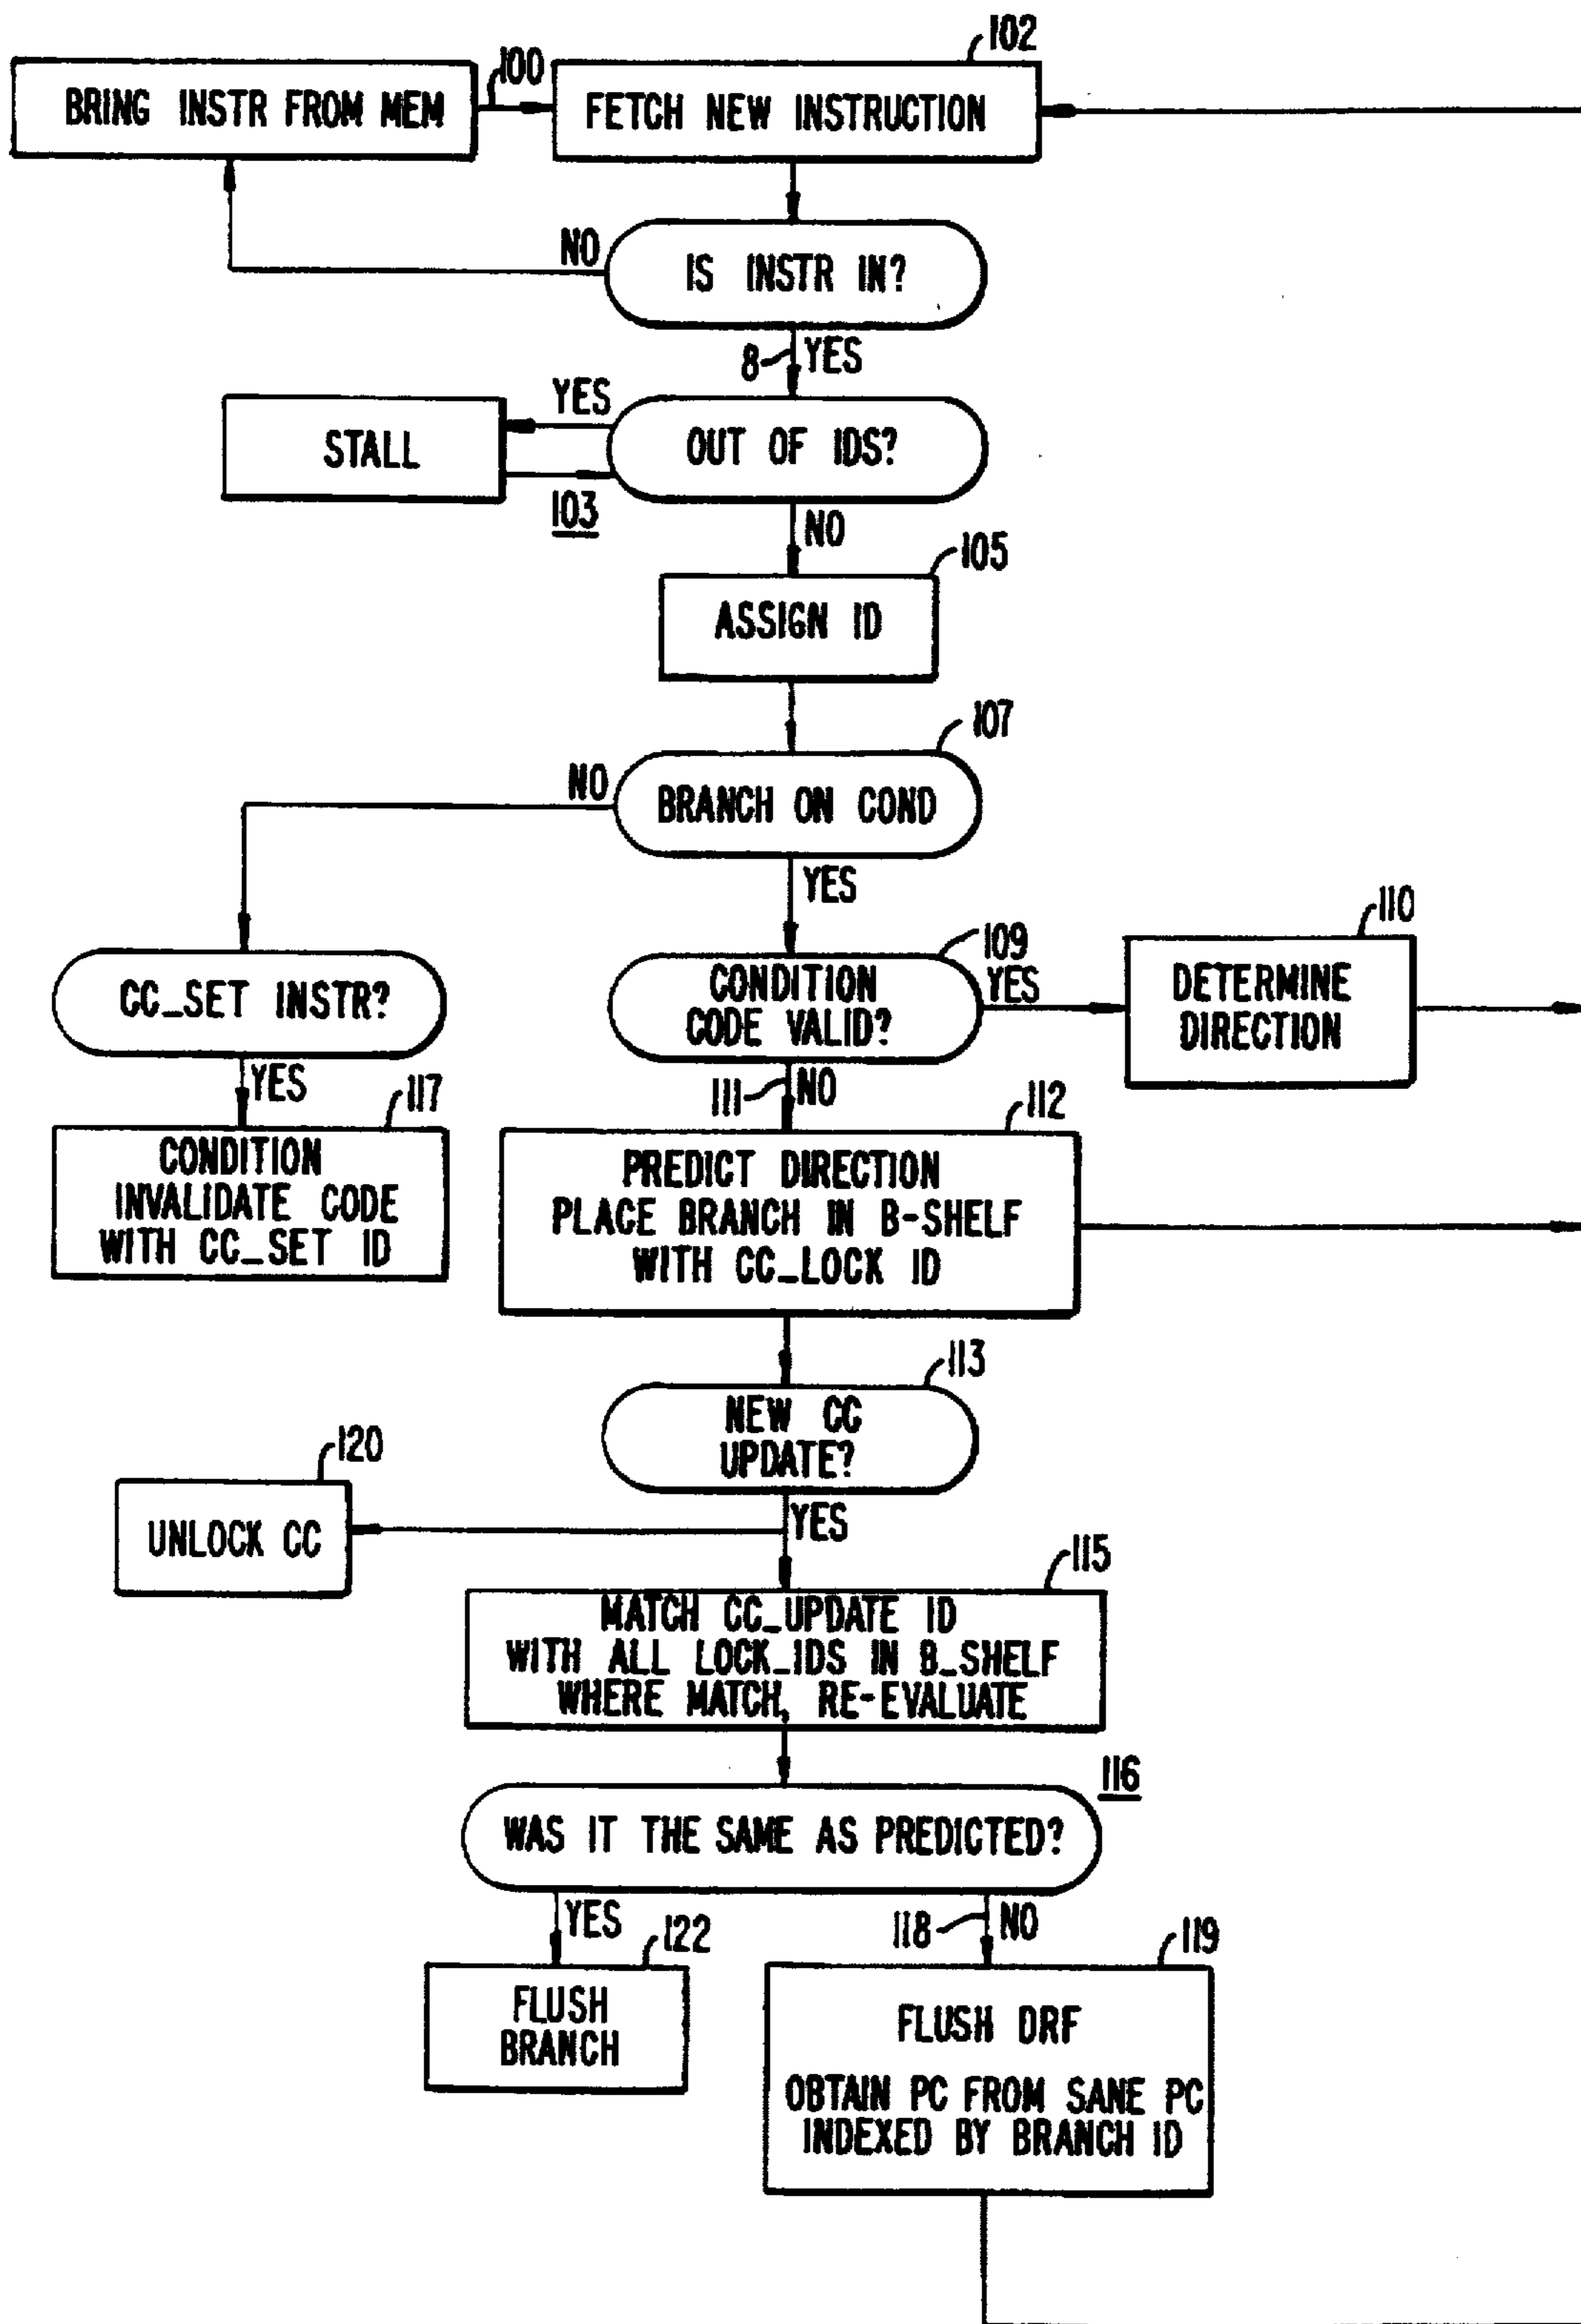 102
100
BRING INSTR FROM MEM
FETCH NEW INSTRUCTION
NO
IS INSTR IN?
8
YES
YES
STALL
OUT OF IDS?
103
NO
105
ASSIGN ID
107
NO
BRANCH ON COND
YES
110
109
CC_SET INSTR?
CONDITION
CODE VALID?
YES
DETERMINE
DIRECTION
YES
117
111
NO
112
CONDITION
INVALIDATE CODE
WITH CC_SET ID
PREDICT DIRECTION
PLACE BRANCH IN B-SHELF
WITH CC_LOCK ID
113
NEW CC
UPDATE?
120
YES
UNLOCK CC
115
MATCH CC_UPDATE ID
WITH ALL LOCK_IDS IN B_SHELF
WHERE MATCH, RE-EVALUATE
116
WAS IT THE SAME AS PREDICTED?
YES
122
118
NO
119
FLUSH
BRANCH
FLUSH DRF
OBTAIN PC FROM SANE PC
INDEXED BY BRANCH ID